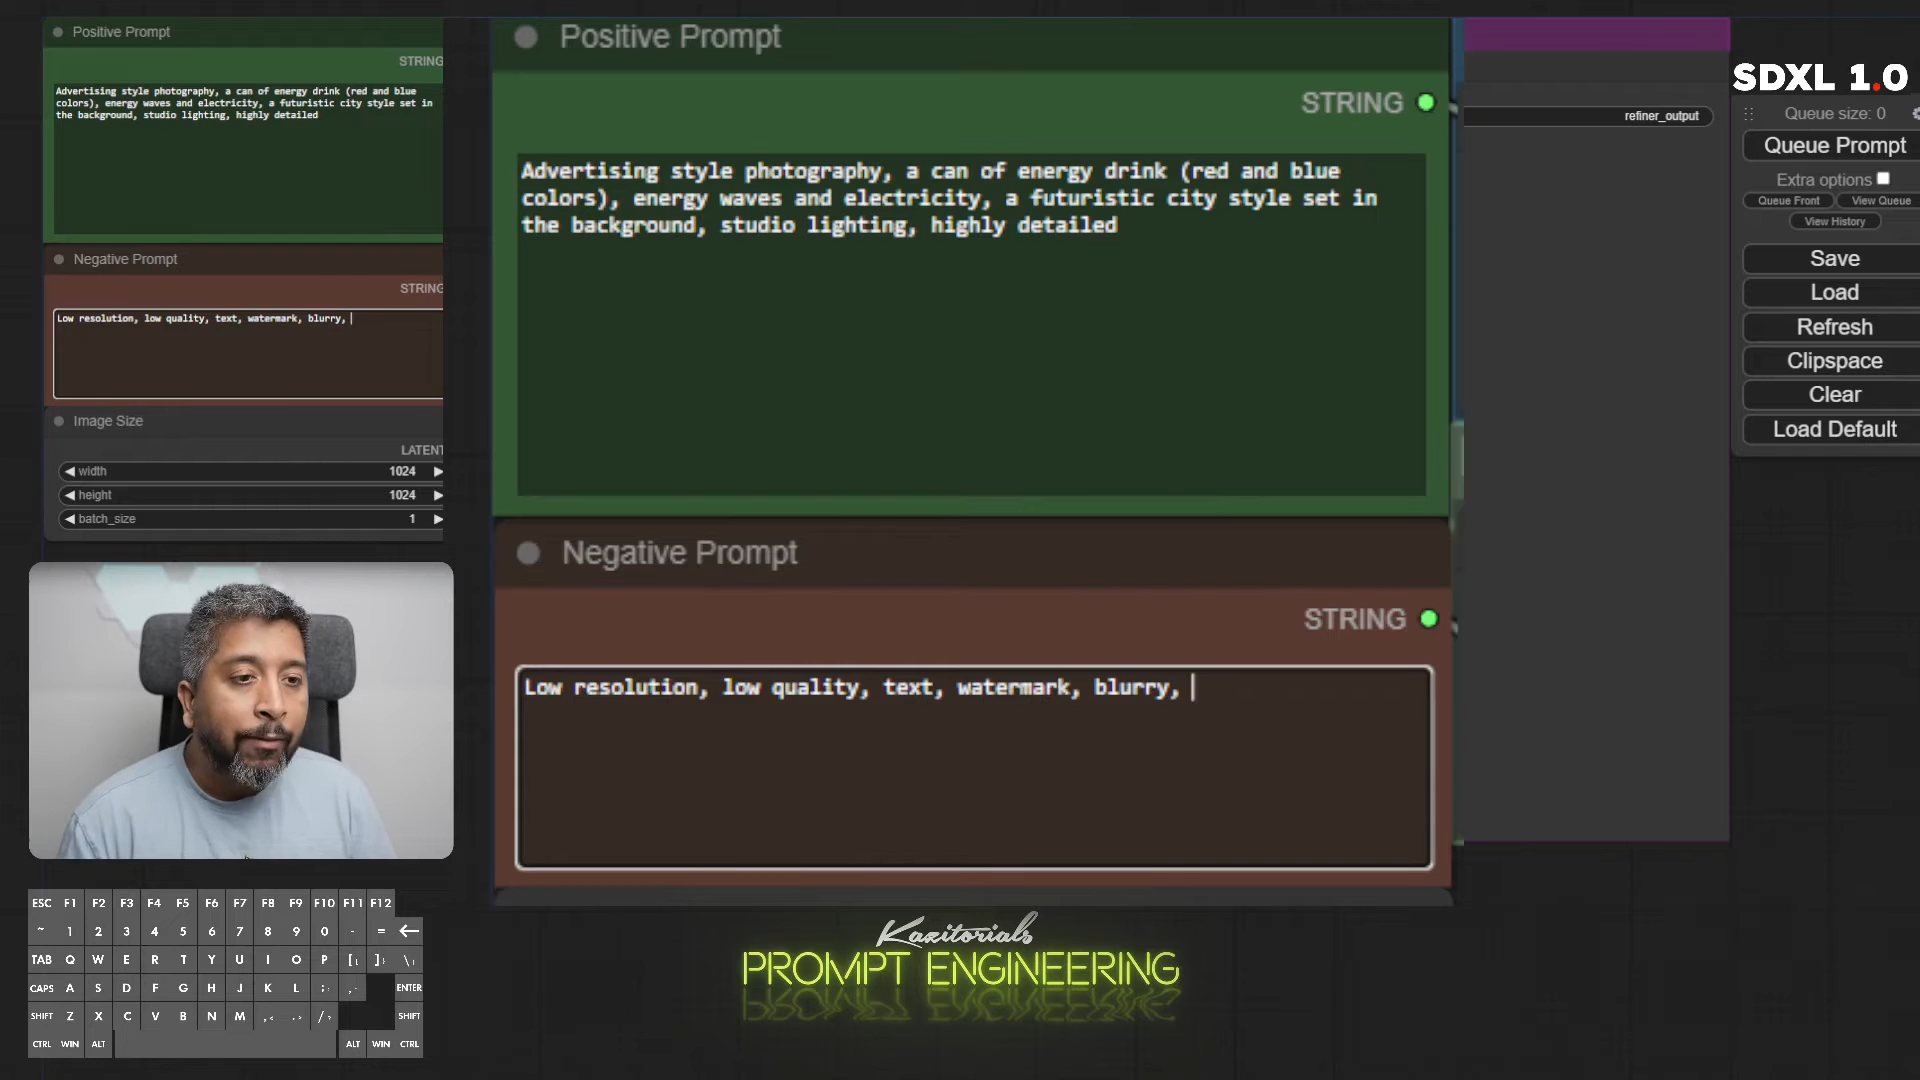 Positive Prompt
STRING
Advertising style photography, a can of energy drink (red and blue
colors), energy waves and electricity, a futuristic city style set in
the background, studio lighting, highly detailed
Negative Prompt
STRING
Low resolution, low quality, text, watermark, blurry,
Image Size
LATENT
width 1024
height 1024
batch_size 1
Positive Prompt
STRING
Advertising style photography, a can of energy drink (red and blue
colors), energy waves and electricity, a futuristic city style set in
the background, studio lighting, highly detailed
Negative Prompt
STRING
Low resolution, low quality, text, watermark, blurry,
refiner_output
SDXL 1.0
Queue size: 0
Queue Prompt
Extra options
Queue Front View Queue
View History
Save
Load
Refresh
Clipspace
Clear
Load Default
ESC F1 F2 F3 F4 F5 F6 F7 F8 F9 F10 F11 F12
~ 1 2 3 4 5 6 7 8 9 0 - = ←
TAB Q W E R T Y U I O P [ ] \
CAPS A S D F G H J K L ; ENTER
SHIFT Z X C V B N M , . / SHIFT
CTRL WIN ALT ALT WIN CTRL
Kazitorials
PROMPT ENGINEERING